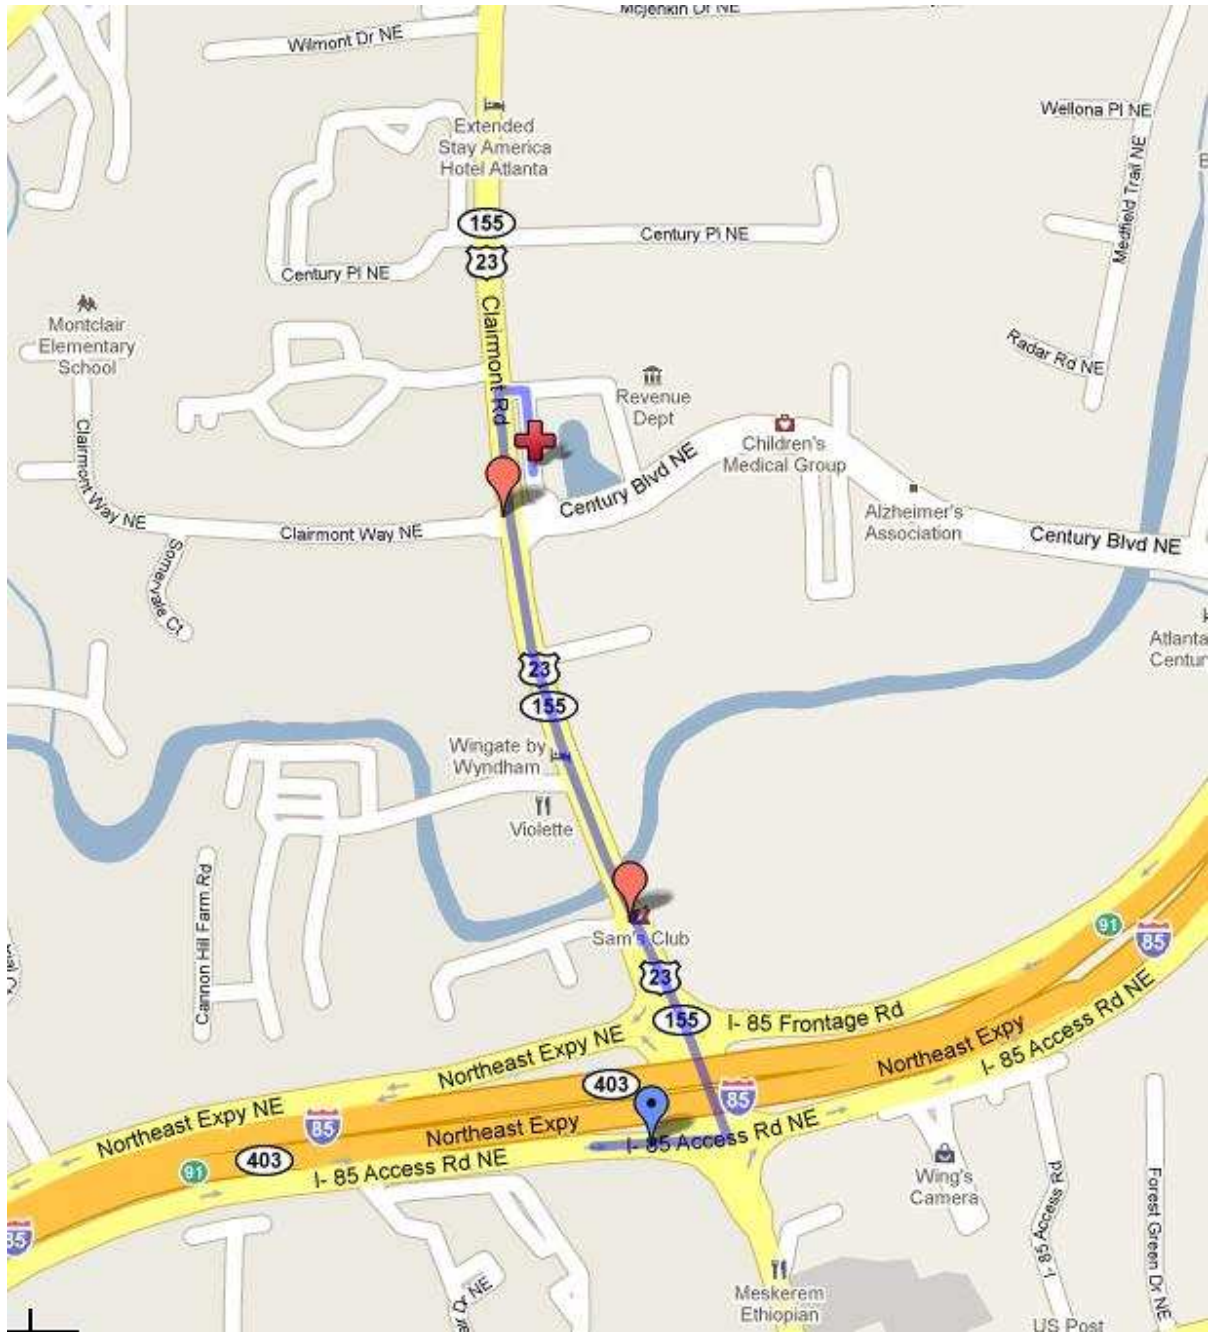 McJenkin Dr NE
Wilmont Dr NE
Extended
Stay America
Hotel Atlanta
Wellona Pl NE
Medfield Trail NE
155
Century Pl NE
23
Century Pl NE
Clairmont Rd
Montclair
Elementary
School
Radar Rd NE
Revenue
Dept
Children's
Medical Group
Clairmont Way NE
Century Blvd NE
Alzheimer's
Association
Clairmont Way NE
Century Blvd NE
Somervale Ct
Atlanta
Centur
23
155
Wingate by
Wyndham
Violette
Cannon Hill Farm Rd
Sam's Club
91
85
23
155
I- 85 Frontage Rd
Northeast Expy NE
Northeast Expy
I- 85 Access Rd NE
403
85
Northeast Expy NE
85
Northeast Expy
I- 85 Access Rd NE
403
91
I- 85 Access Rd NE
Wing's
Camera
I- 85 Access Rd
Forest Green Dr NE
85
Meskerem
Ethiopian
Dr NE
US Post